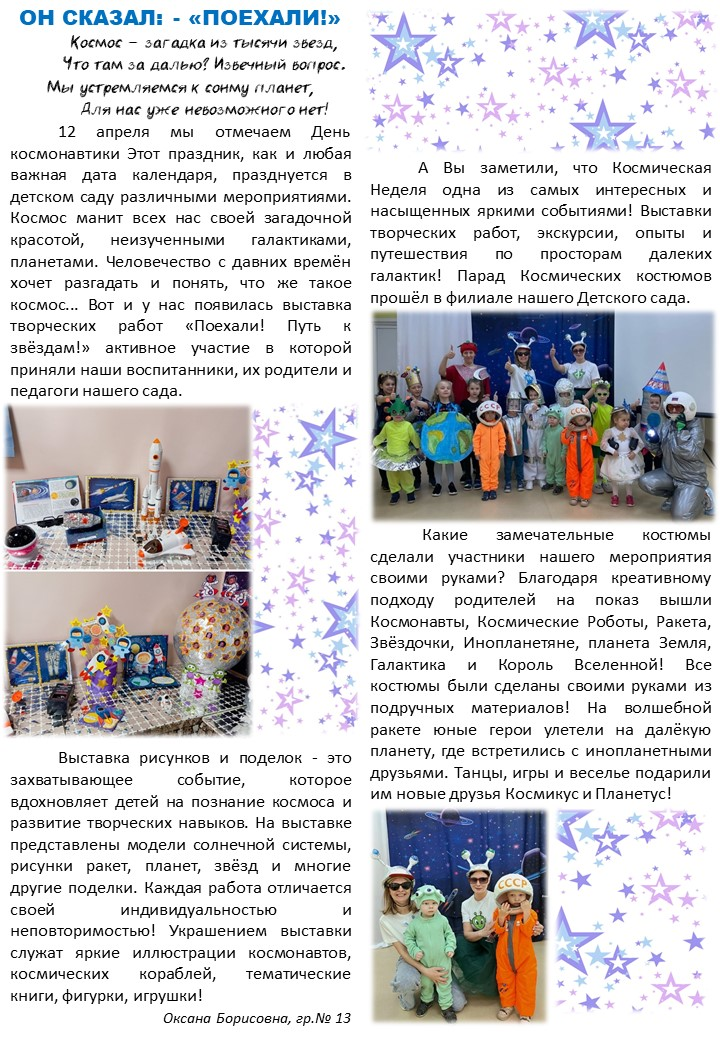 ОН СКАЗАЛ: - «ПОЕХАЛИ!»
Космос – загадка из тысячи звезд,
Что там за далью? Извечный вопрос.
Мы устремляемся к сонму планет,
Для нас уже невозможного нет!
12 апреля мы отмечаем День
космонавтики Этот праздник, как и любая
важная дата календаря, празднуется в
детском саду различными мероприятиями.
Космос манит всех нас своей загадочной
красотой, неизученными галактиками,
планетами. Человечество с давних времён
хочет разгадать и понять, что же такое
космос... Вот и у нас появилась выставка
творческих работ «Поехали! Путь к
звёздам!» активное участие в которой
приняли наши воспитанники, их родители и
педагоги нашего сада.
Выставка рисунков и поделок - это
захватывающее событие, которое
вдохновляет детей на познание космоса и
развитие творческих навыков. На выставке
представлены модели солнечной системы,
рисунки ракет, планет, звёзд и многие
другие поделки. Каждая работа отличается
своей индивидуальностью и
неповторимостью! Украшением выставки
служат яркие иллюстрации космонавтов,
космических кораблей, тематические
книги, фигурки, игрушки!
Оксана Борисовна, гр.№ 13
А Вы заметили, что Космическая
Неделя одна из самых интересных и
насыщенных яркими событиями! Выставки
творческих работ, экскурсии, опыты и
путешествия по просторам далеких
галактик! Парад Космических костюмов
прошёл в филиале нашего Детского сада.
СССР
СССР
Какие замечательные костюмы
сделали участники нашего мероприятия
своими руками? Благодаря креативному
подходу родителей на показ вышли
Космонавты, Космические Роботы, Ракета,
Звёздочки, Инопланетяне, планета Земля,
Галактика и Король Вселенной! Все
костюмы были сделаны своими руками из
подручных материалов! На волшебной
ракете юные герои улетели на далёкую
планету, где встретились с инопланетными
друзьями. Танцы, игры и веселье подарили
им новые друзья Космикус и Планетус!
СССР